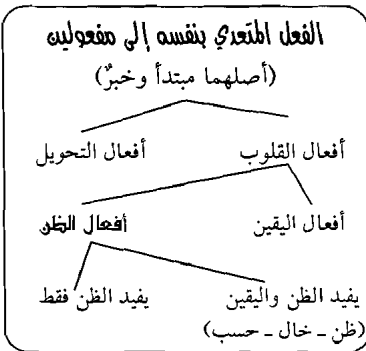 الفعل المتعدي بنفسه إلى مفعولين
(أصلهما مبتدأ وخبرٌ)
أفعال القلوب أفعال التحويل
أفعال اليقين أفعال الظن
يفيد الظن واليقين يفيد الظن فقط
(ظن - خال - حسب)